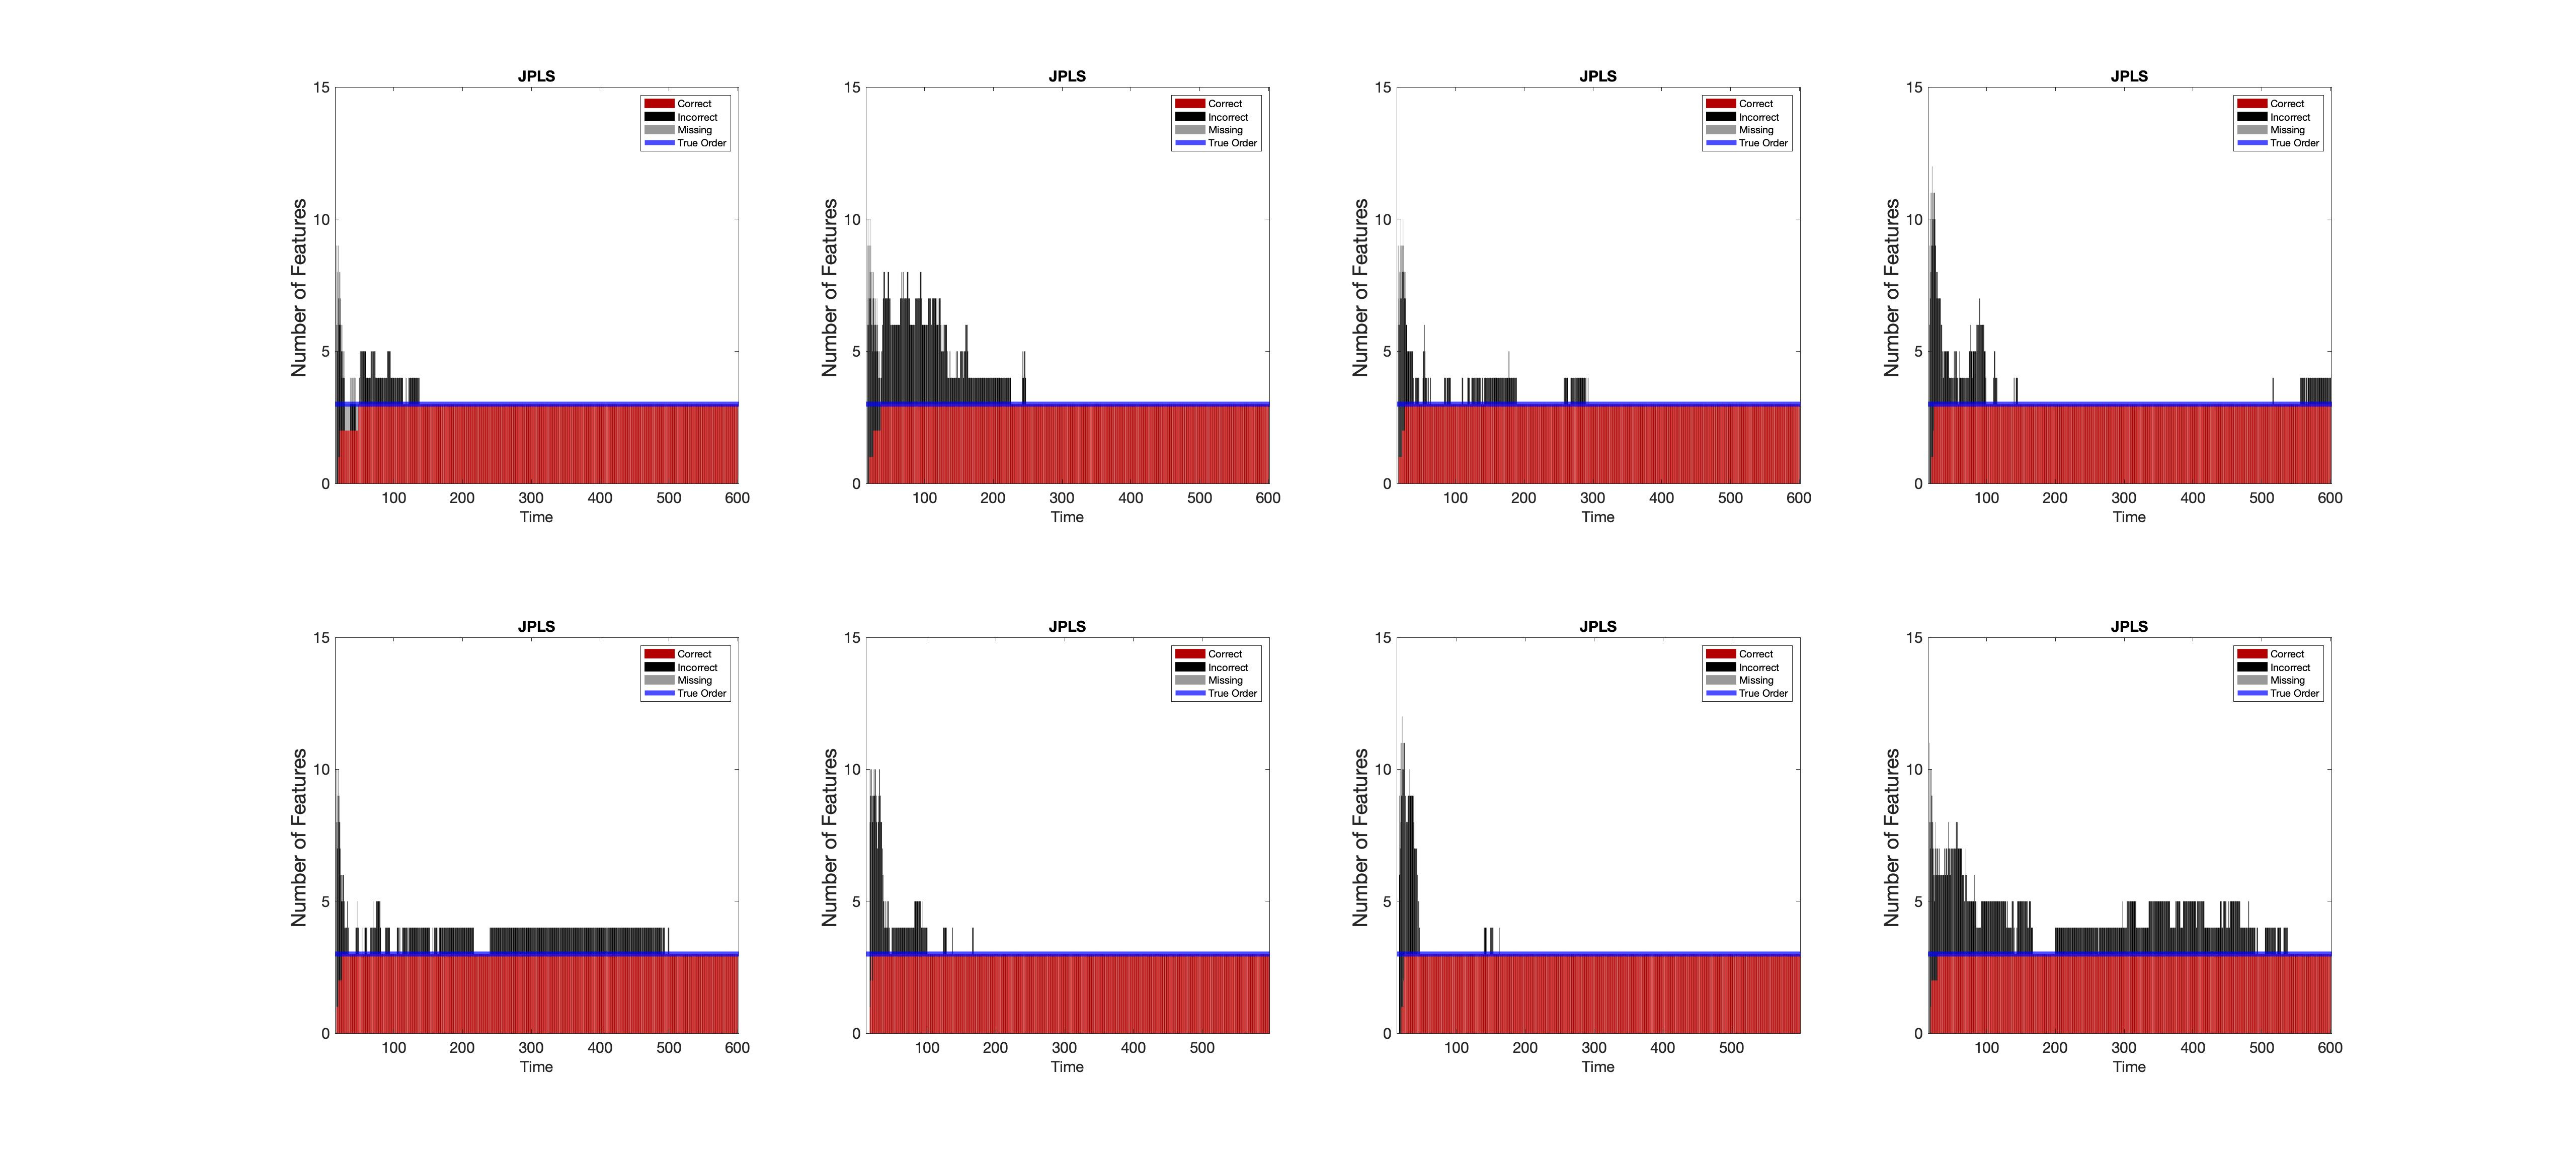 JPLS
15
10
5
0
Number of Features
Correct
Incorrect
Missing
True Order
100 200 300 400 500 600
Time
JPLS
15
10
5
0
Number of Features
Correct
Incorrect
Missing
True Order
100 200 300 400 500 600
Time
JPLS
15
10
5
0
Number of Features
Correct
Incorrect
Missing
True Order
100 200 300 400 500 600
Time
JPLS
15
10
5
0
Number of Features
Correct
Incorrect
Missing
True Order
100 200 300 400 500 600
Time
JPLS
15
10
5
0
Number of Features
Correct
Incorrect
Missing
True Order
100 200 300 400 500 600
Time
JPLS
15
10
5
0
Number of Features
Correct
Incorrect
Missing
True Order
100 200 300 400 500
Time
JPLS
15
10
5
0
Number of Features
Correct
Incorrect
Missing
True Order
100 200 300 400 500
Time
JPLS
15
10
5
0
Number of Features
Correct
Incorrect
Missing
True Order
100 200 300 400 500 600
Time